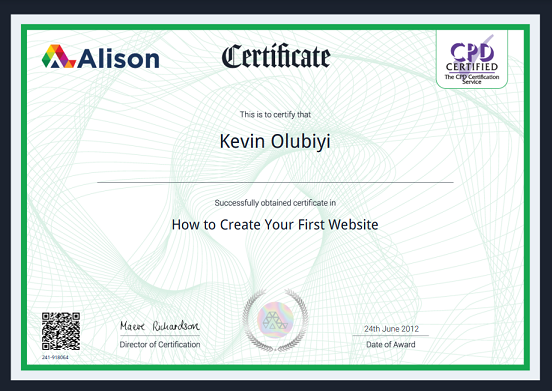 Alison
Certificate
CPD
CERTIFIED
The CPD Certification
Service
This is to certify that
Kevin Olubiyi
Successfully obtained certificate in
How to Create Your First Website
Maeve Richardson
Director of Certification
24th June 2012
Date of Award
241-918064